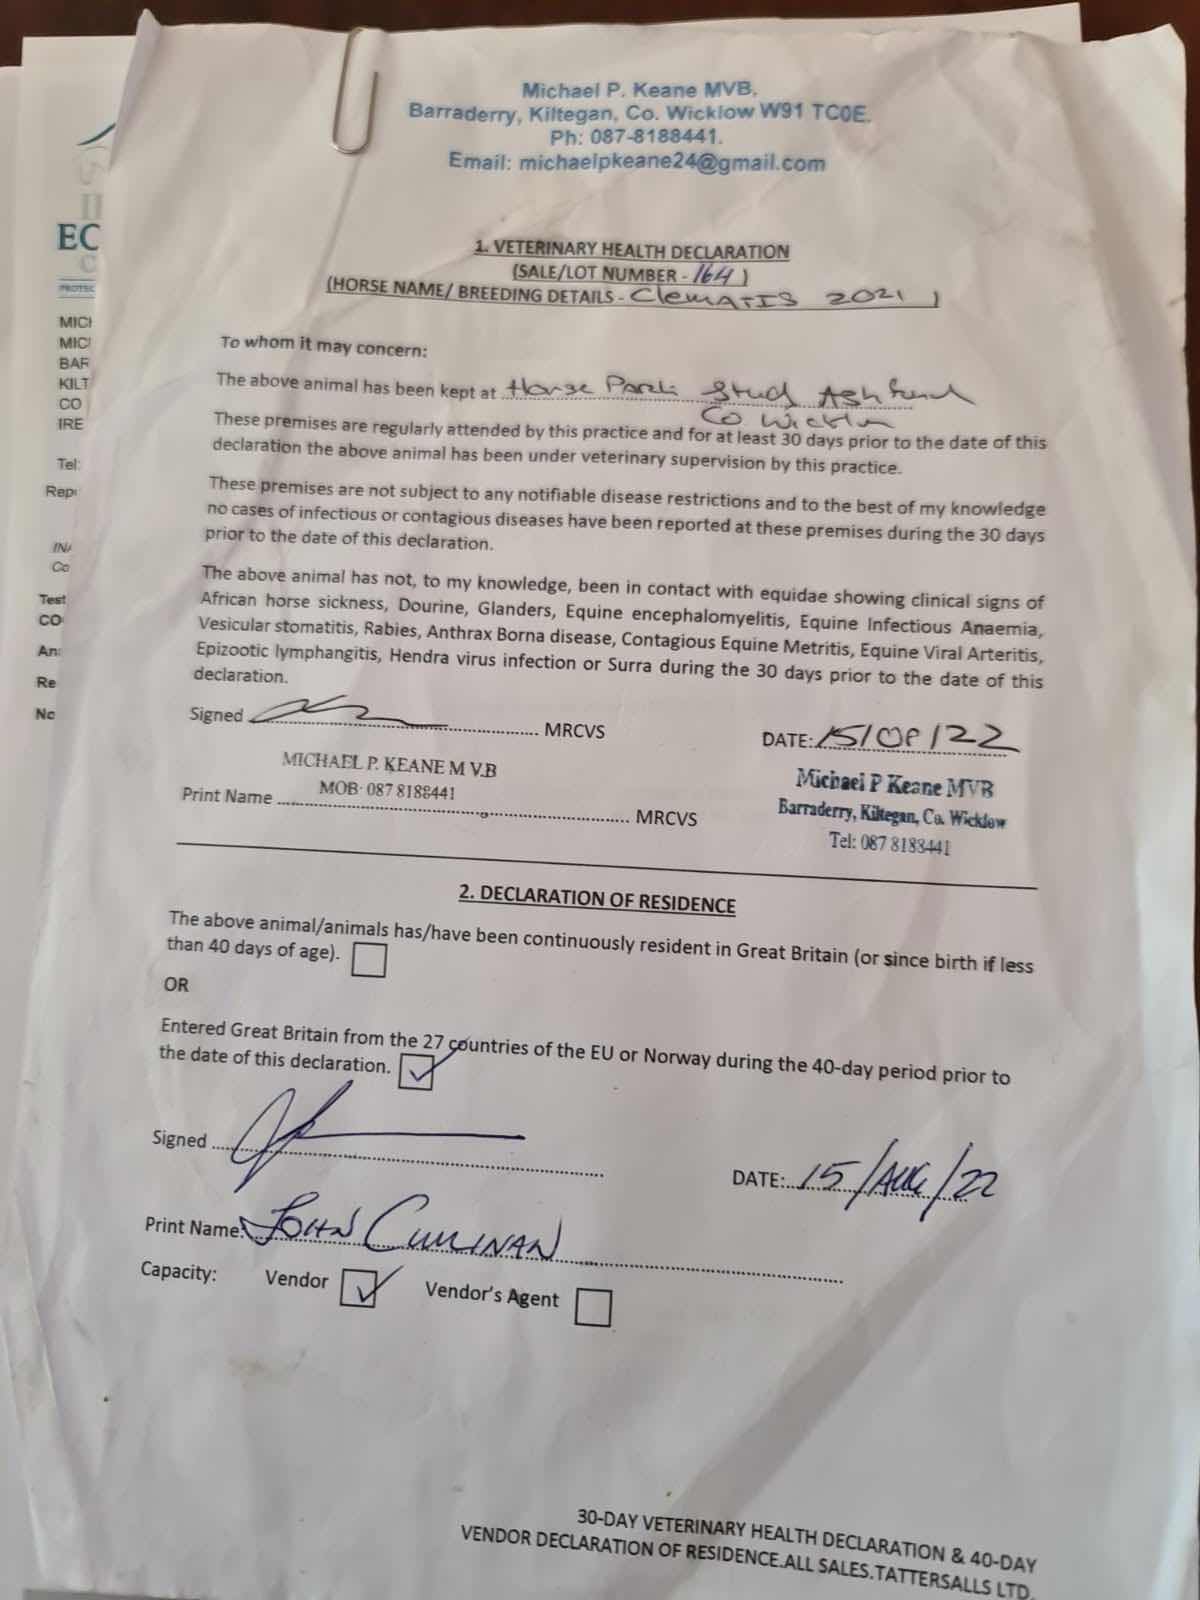 Michael P. Keane MVB,
Barraderry, Kiltegan, Co. Wicklow W91 TC0E.
Ph: 087-8188441.
Email: michaelpkeane24@gmail.com
1. VETERINARY HEALTH DECLARATION
(SALE/LOT NUMBER - 164 )
(HORSE NAME/ BREEDING DETAILS - ClemATIS 2021 )
To whom it may concern:
The above animal has been kept at Horse Park Stud Ashford
Co Wicklow
These premises are regularly attended by this practice and for at least 30 days prior to the date of this
declaration the above animal has been under veterinary supervision by this practice.
These premises are not subject to any notifiable disease restrictions and to the best of my knowledge
no cases of infectious or contagious diseases have been reported at these premises during the 30 days
prior to the date of this declaration.
The above animal has not, to my knowledge, been in contact with equidae showing clinical signs of
African horse sickness, Dourine, Glanders, Equine encephalomyelitis, Equine Infectious Anaemia,
Vesicular stomatitis, Rabies, Anthrax Borna disease, Contagious Equine Metritis, Equine Viral Arteritis,
Epizootic lymphangitis, Hendra virus infection or Surra during the 30 days prior to the date of this
declaration.
Signed MRCVS DATE: 15/08/22
MICHAEL P. KEANE M V.B
MOB· 087 8188441
Print Name MRCVS
Michael P Keane MVB
Barraderry, Kiltegan, Co. Wicklow
Tel: 087 8188441
2. DECLARATION OF RESIDENCE
The above animal/animals has/have been continuously resident in Great Britain (or since birth if less
than 40 days of age).
OR
Entered Great Britain from the 27 countries of the EU or Norway during the 40-day period prior to
the date of this declaration.
Signed DATE: 15/AUG/22
Print Name: JOHN CULLINAN
Capacity: Vendor Vendor's Agent
30-DAY VETERINARY HEALTH DECLARATION & 40-DAY
VENDOR DECLARATION OF RESIDENCE.ALL SALES.TATTERSALLS LTD.
EC
PROTEC
MICH
MIC
BAR
KILT
CO
IRE
Tel:
Rep
Co
Test
CO
An
Re
No